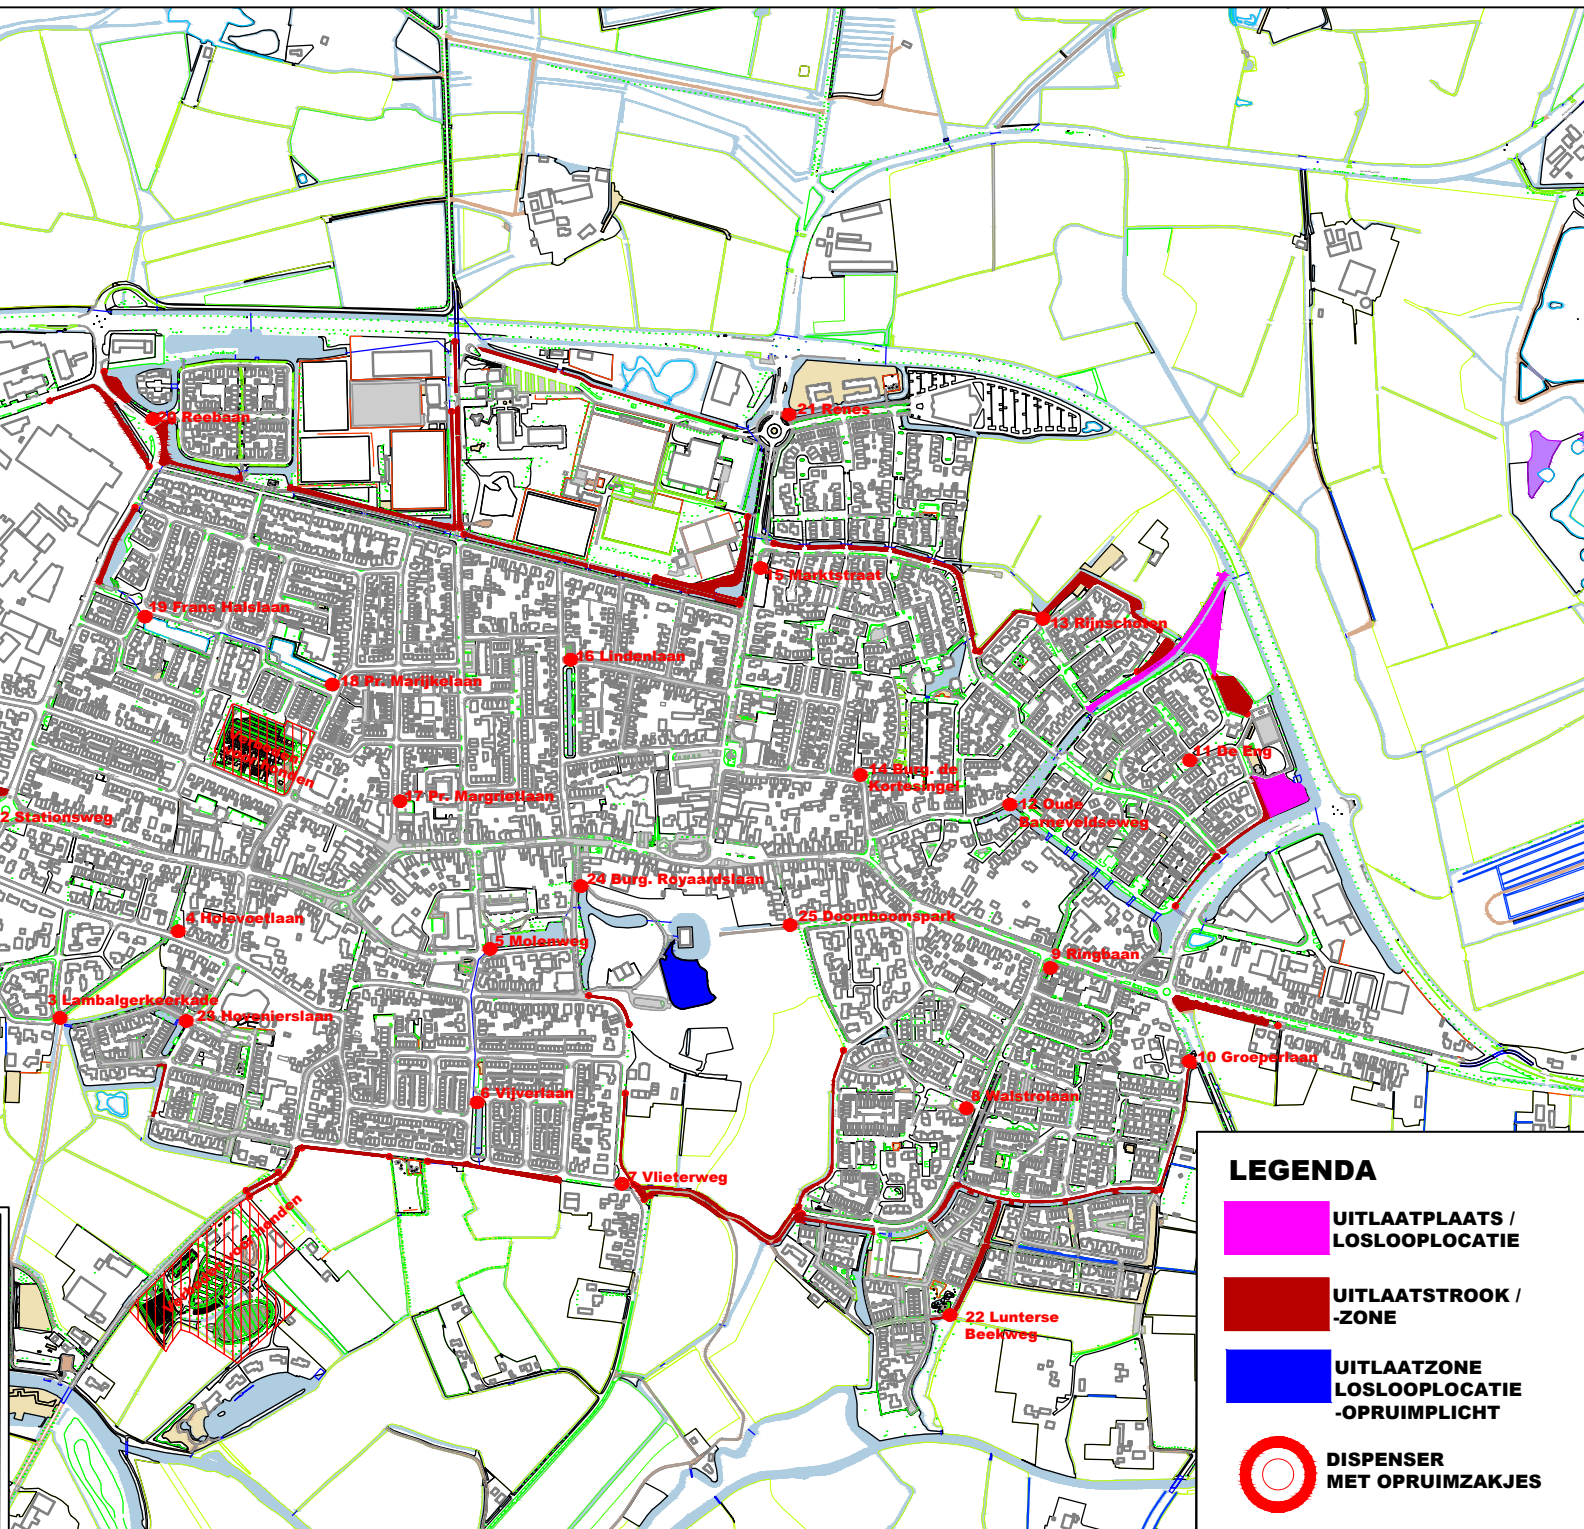 20 Reebaan
21 Renes
15 Marktstraat
19 Frans Halslaan
13 Rijnschoten
16 Lindenlaan
18 Pr. Marijkelaan
honden
11 De Eng
14 Burg. de
Kortesingel
17 Pr. Margrietlaan
12 Oude
Barneveldseweg
2 Stationsweg
24 Burg. Royaardslaan
4 Holevoetlaan
25 Doornboomspark
5 Molenweg
9 Ringbaan
3 Lambalgerkeerkade
23 Hovenierslaan
10 Groeperlaan
6 Vijverlaan
8 Walstrolaan
7 Vlieterweg
voor honden
22 Lunterse
Beekweg
LEGENDA
UITLAATPLAATS /
LOSLOOPLOCATIE
UITLAATSTROOK /
-ZONE
UITLAATZONE
LOSLOOPLOCATIE
-OPRUIMPLICHT
DISPENSER
MET OPRUIMZAKJES